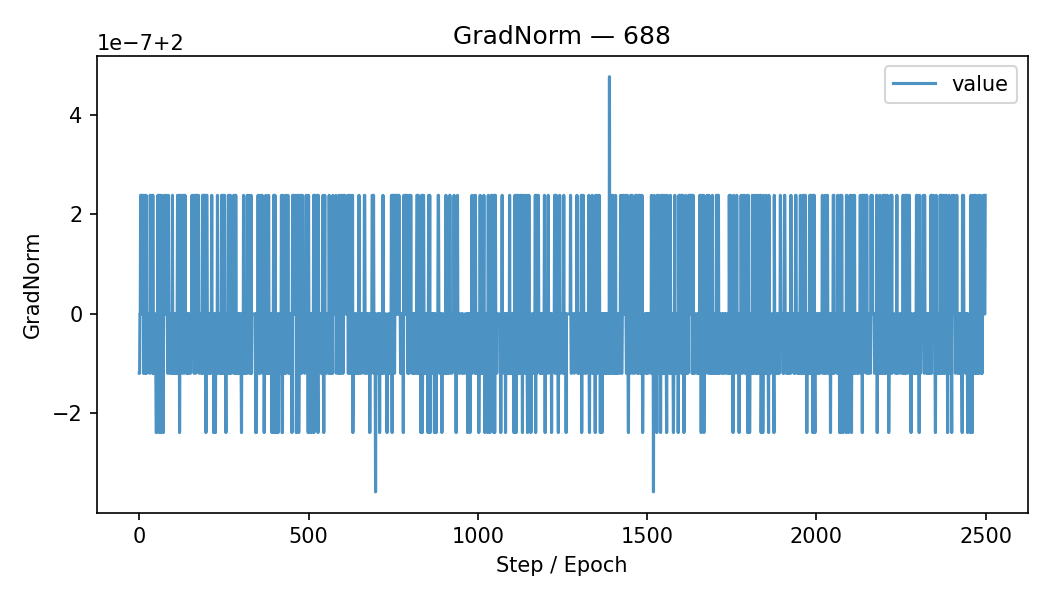 GradNorm — 688
1e−7+2
value
4
2
0
−2
GradNorm
0 500 1000 1500 2000 2500
Step / Epoch